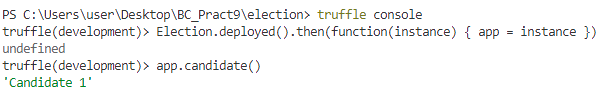 PS C:\Users\user\Desktop\BC_Pract9\election> truffle console
truffle(development)> Election.deployed().then(function(instance) { app = instance })
undefined
truffle(development)> app.candidate()
'Candidate 1'